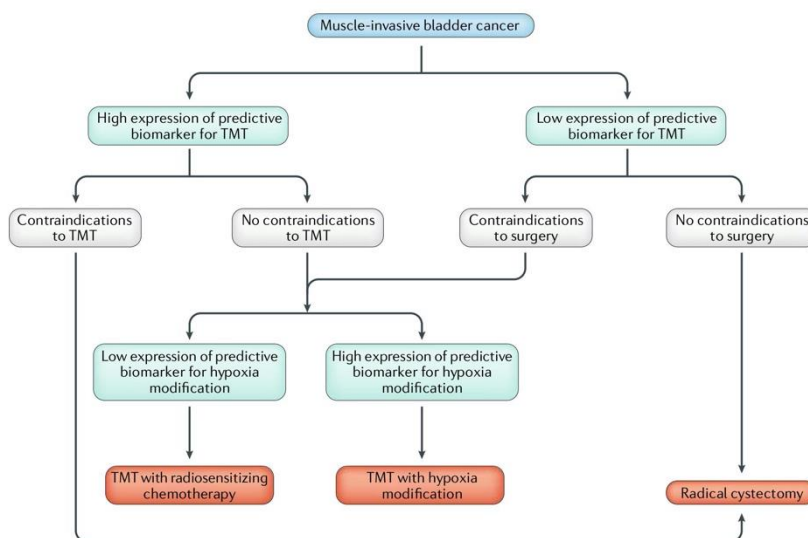 Muscle-invasive bladder cancer
High expression of predictive
biomarker for TMT
Low expression of predictive
biomarker for TMT
Contraindications
to TMT
No contraindications
to TMT
Contraindications
to surgery
No contraindications
to surgery
Low expression of predictive
biomarker for hypoxia
modification
High expression of predictive
biomarker for hypoxia
modification
TMT with radiosensitizing
chemotherapy
TMT with hypoxia
modification
Radical cystectomy